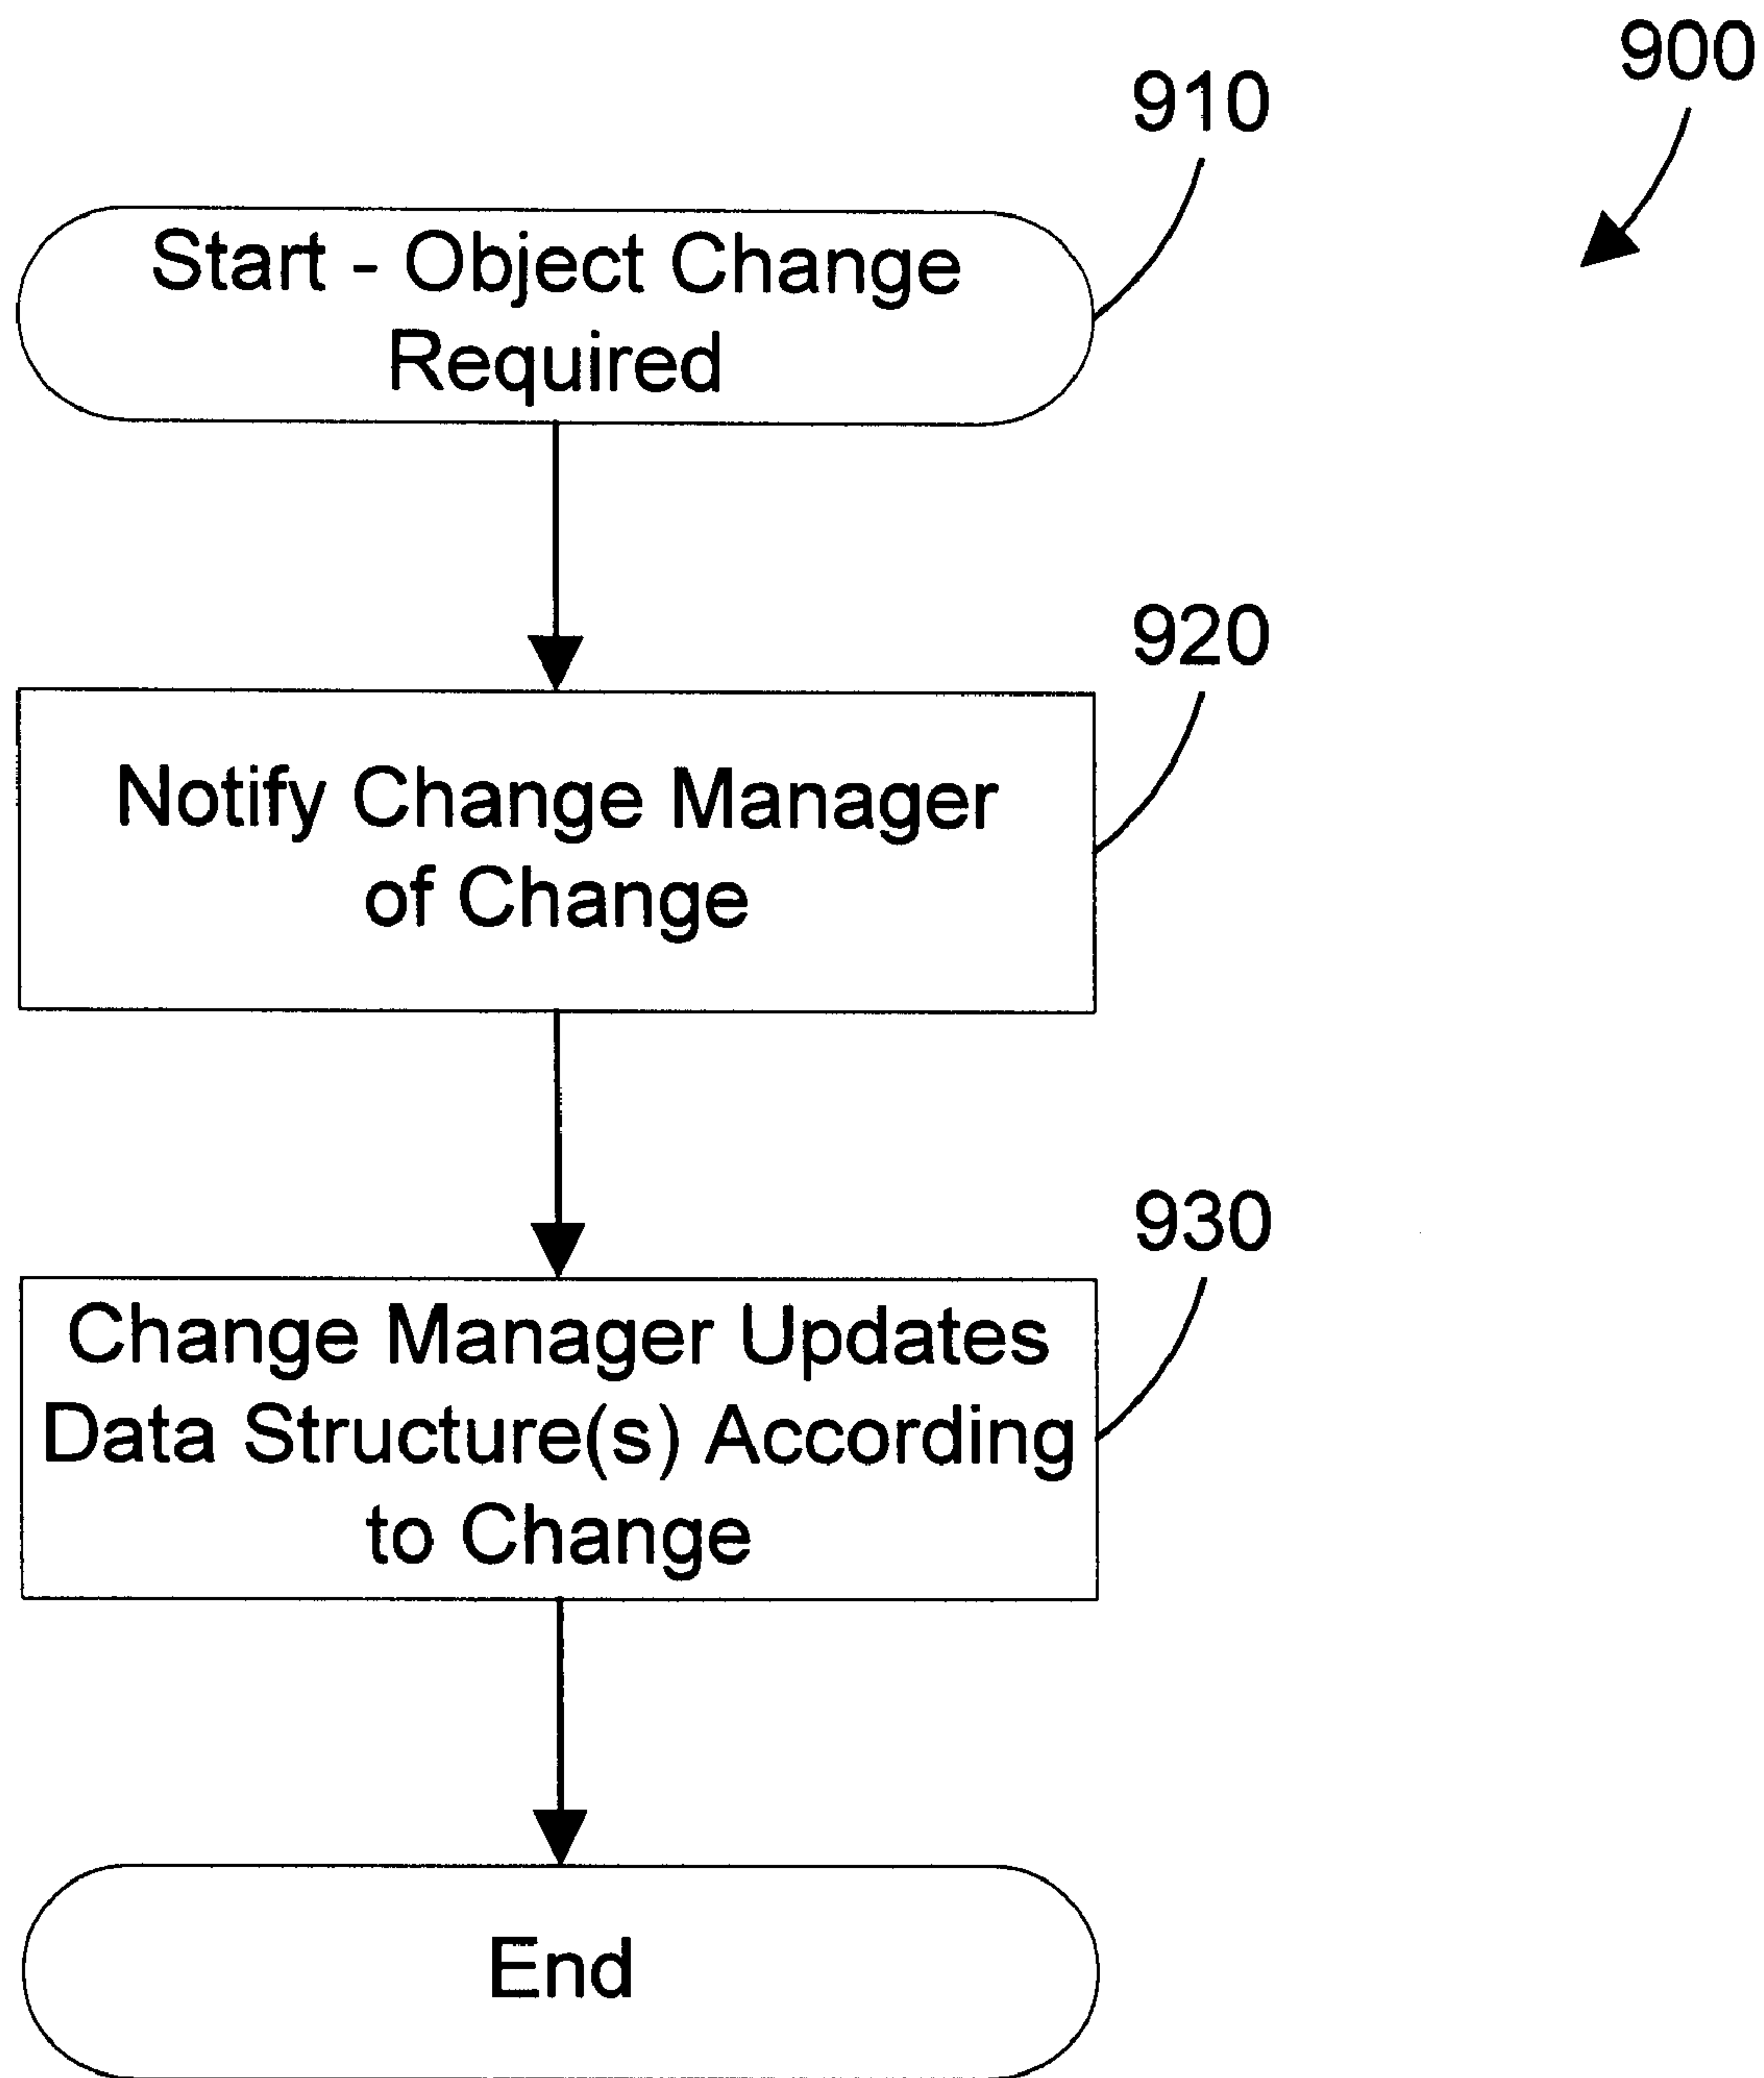 900
910
Start - Object Change
Required
920
Notify Change Manager
of Change
930
Change Manager Updates
Data Structure(s) According
to Change
End